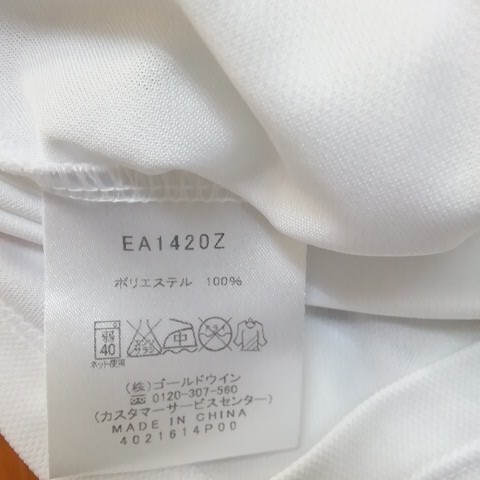 EA1420Z
ポリエステル 100%
弱
40
中
ネット使用
(株)ゴールドウイン
☎0120-307-560
(カスタマーサービスセンター)
MADE IN CHINA
4021614P00